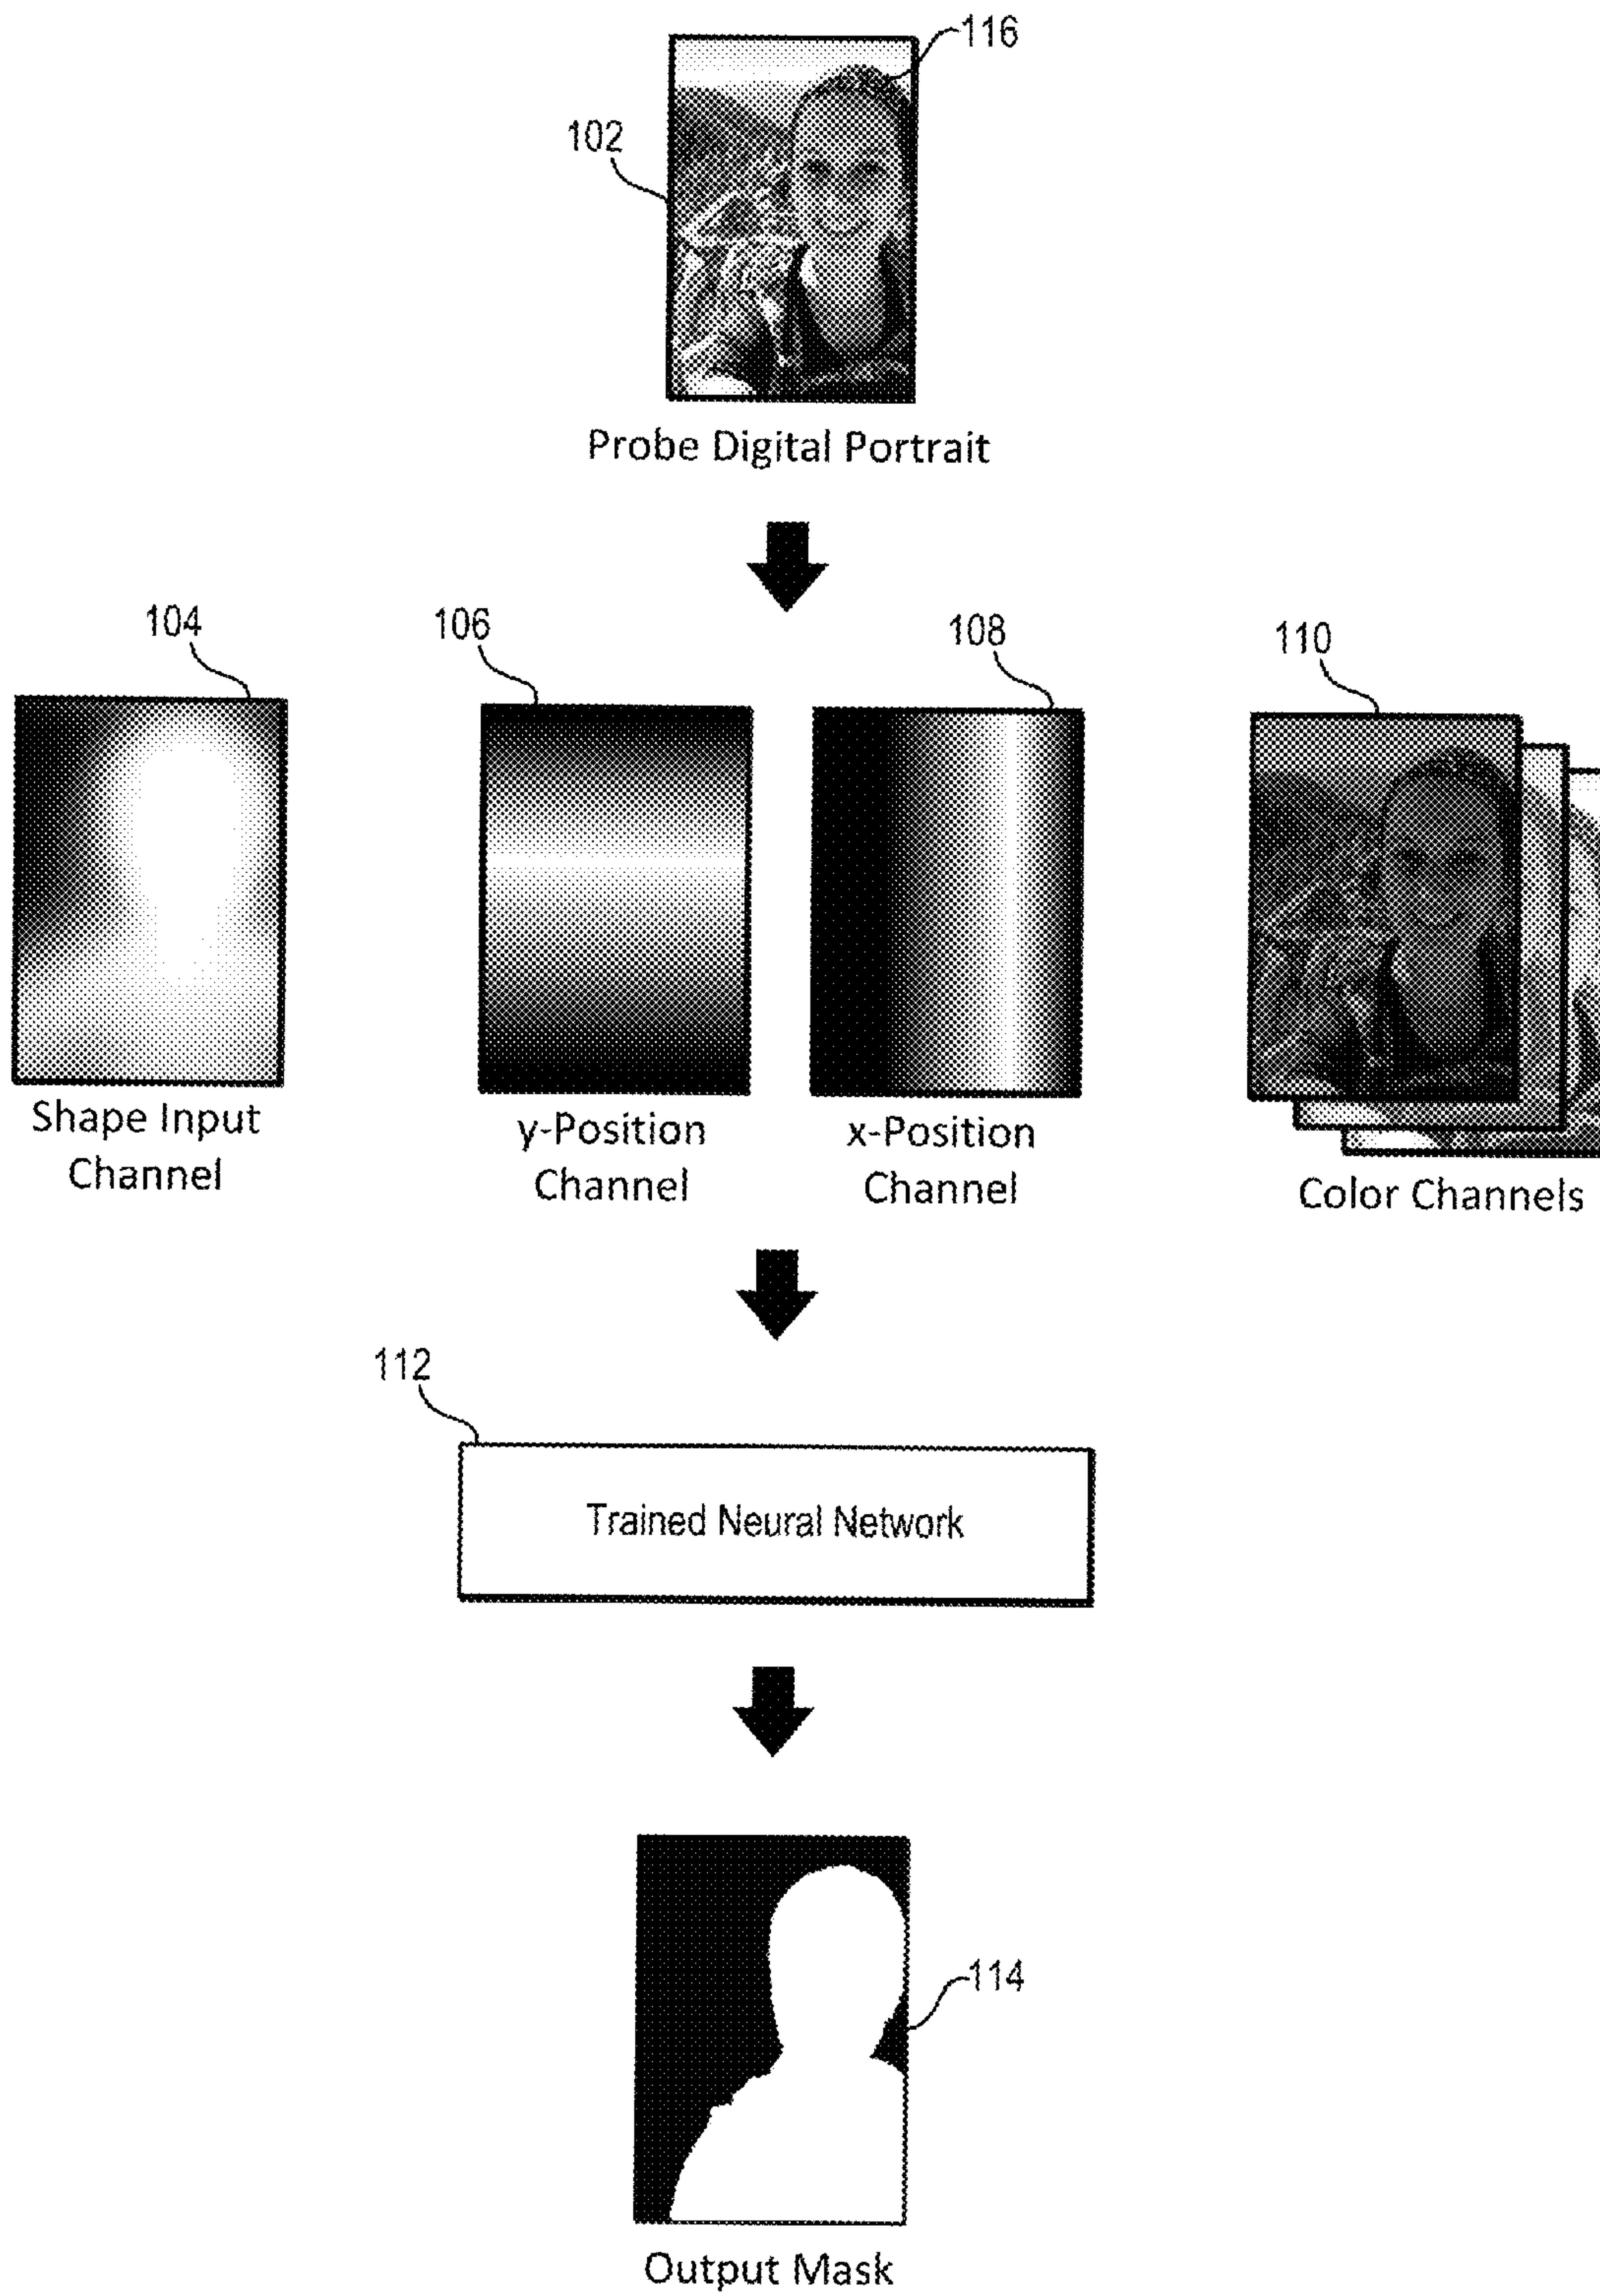 116
102
Probe Digital Portrait
104
106
108
110
Shape Input
Channel
y-Position
Channel
x-Position
Channel
Color Channels
112
Trained Neural Network
114
Output Mask